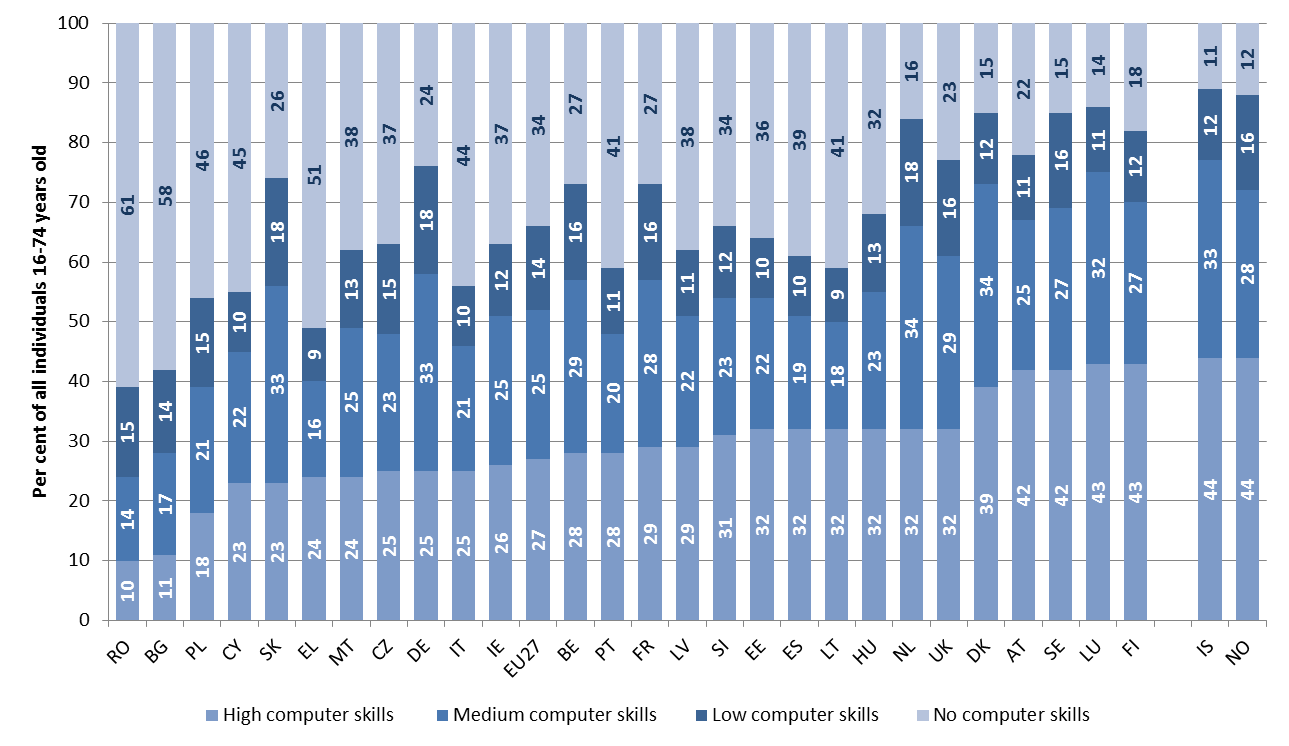 Per cent of all individuals 16-74 years old
100
90
80
70
60
50
40
30
20
10
0
61 58 46 45 26 51 38 37 24 44 37 34 27 41 27 38 34 36 39 41 32 16 23 15 22 15 14 18 11 12
15 14 15 10 18 9 13 15 18 10 12 14 16 11 16 11 12 10 10 9 13 18 16 12 11 16 11 12 12 16
14 17 21 22 33 16 25 23 33 21 25 25 29 20 28 22 23 22 19 18 23 34 29 34 25 27 32 27 33 28
10 11 18 23 23 24 24 25 25 25 26 27 28 28 29 29 31 32 32 32 32 32 32 39 42 42 43 43 44 44
RO BG PL CY SK EL MT CZ DE IT IE EU27 BE PT FR LV SI EE ES LT HU NL UK DK AT SE LU FI IS NO
High computer skills Medium computer skills Low computer skills No computer skills